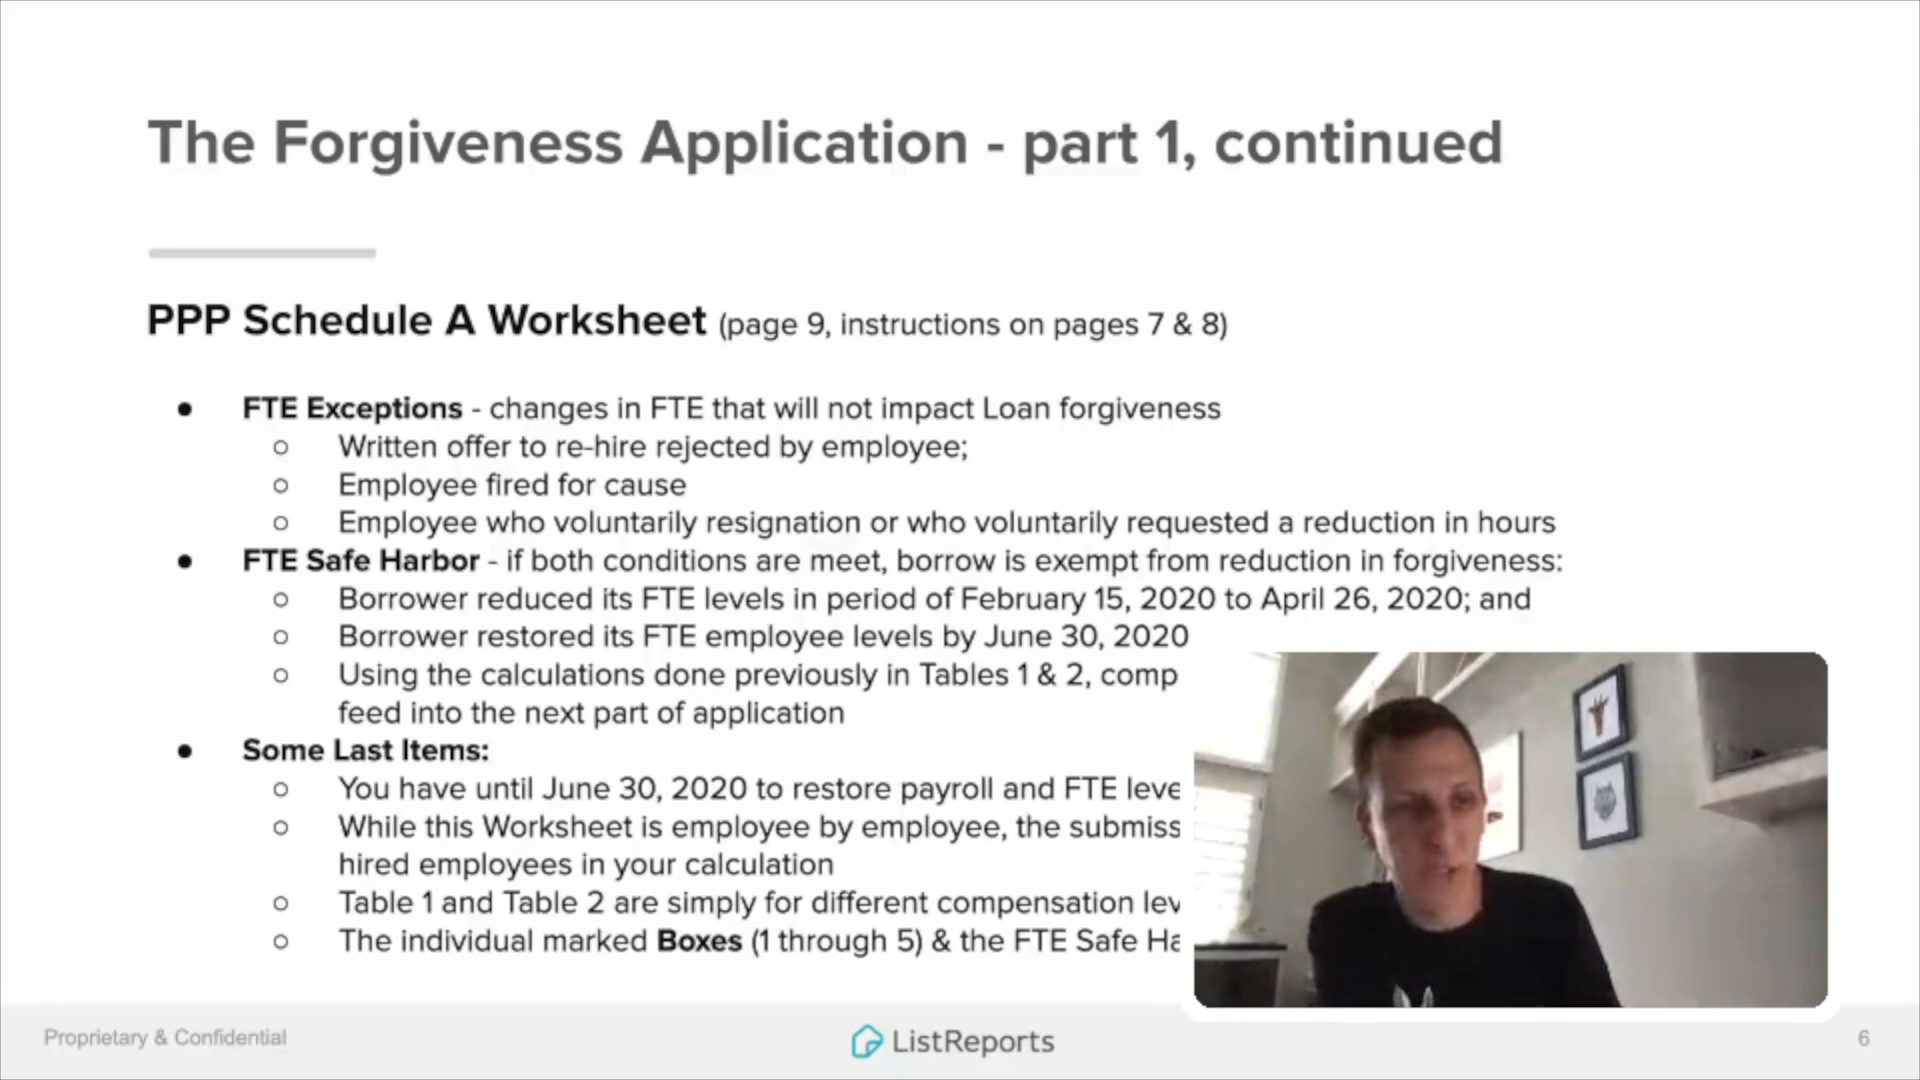 The Forgiveness Application - part 1, continued
PPP Schedule A Worksheet (page 9, instructions on pages 7 & 8)
● FTE Exceptions - changes in FTE that will not impact Loan forgiveness
○ Written offer to re-hire rejected by employee;
○ Employee fired for cause
○ Employee who voluntarily resignation or who voluntarily requested a reduction in hours
● FTE Safe Harbor - if both conditions are meet, borrow is exempt from reduction in forgiveness:
○ Borrower reduced its FTE levels in period of February 15, 2020 to April 26, 2020; and
○ Borrower restored its FTE employee levels by June 30, 2020
○ Using the calculations done previously in Tables 1 & 2, comp
feed into the next part of application
● Some Last Items:
○ You have until June 30, 2020 to restore payroll and FTE leve
○ While this Worksheet is employee by employee, the submiss
hired employees in your calculation
○ Table 1 and Table 2 are simply for different compensation lev
○ The individual marked Boxes (1 through 5) & the FTE Safe Ha
Proprietary & Confidential
ListReports
6